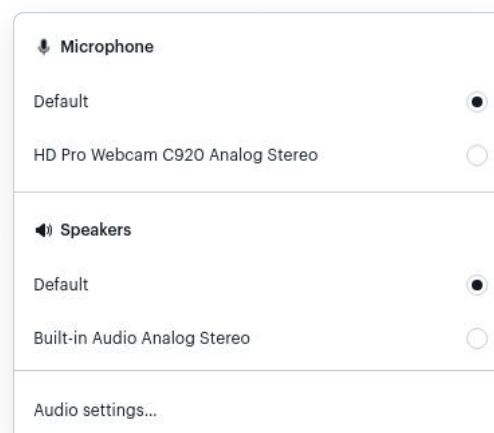 Microphone
Default
HD Pro Webcam C920 Analog Stereo
Speakers
Default
Built-in Audio Analog Stereo
Audio settings...